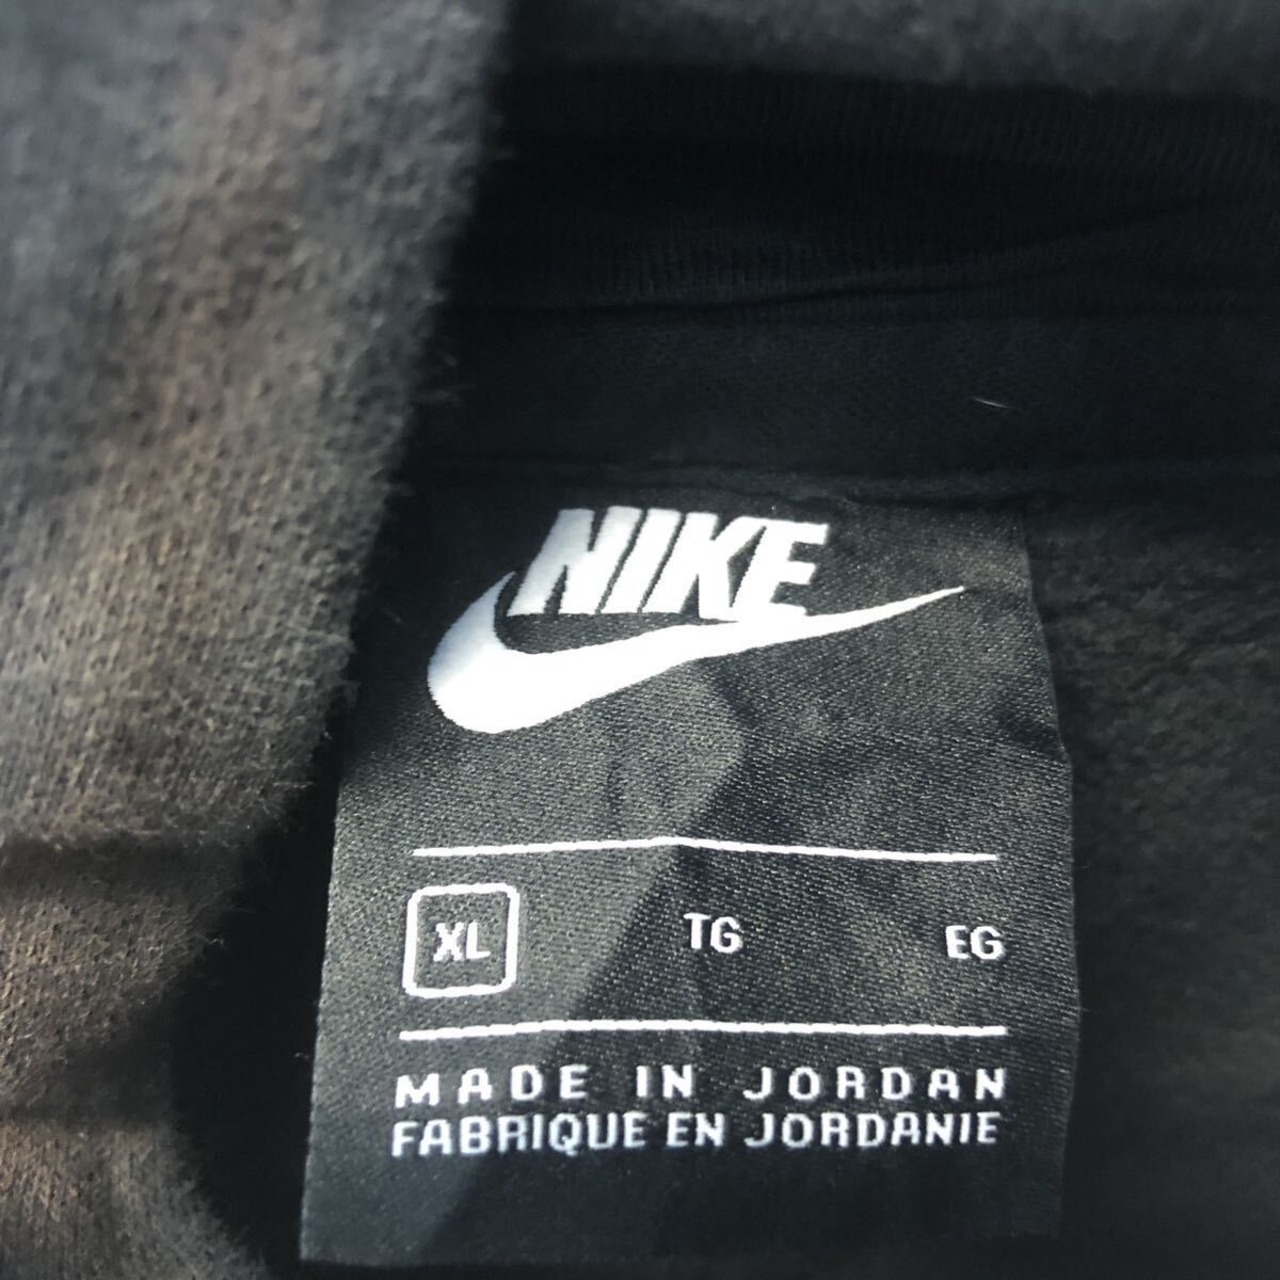 NIKE
XL TG EG
MADE IN JORDAN
FABRIQUE EN JORDANIE